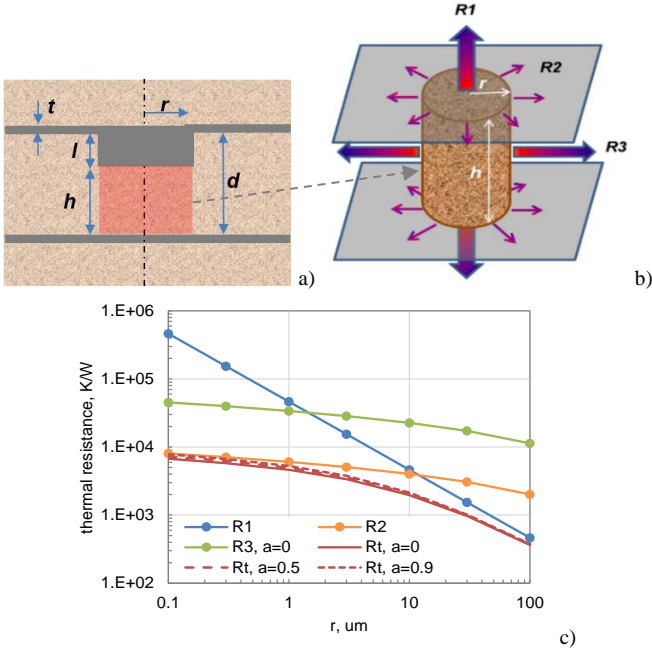 t
r
l
h
d
a)
R1
r
R2
R3
h
b)
thermal resistance, K/W
1.E+06
1.E+05
1.E+04
1.E+03
1.E+02
R1
R2
R3, a=0
Rt, a=0
Rt, a=0.5
Rt, a=0.9
0.1
1
10
100
r, um
c)